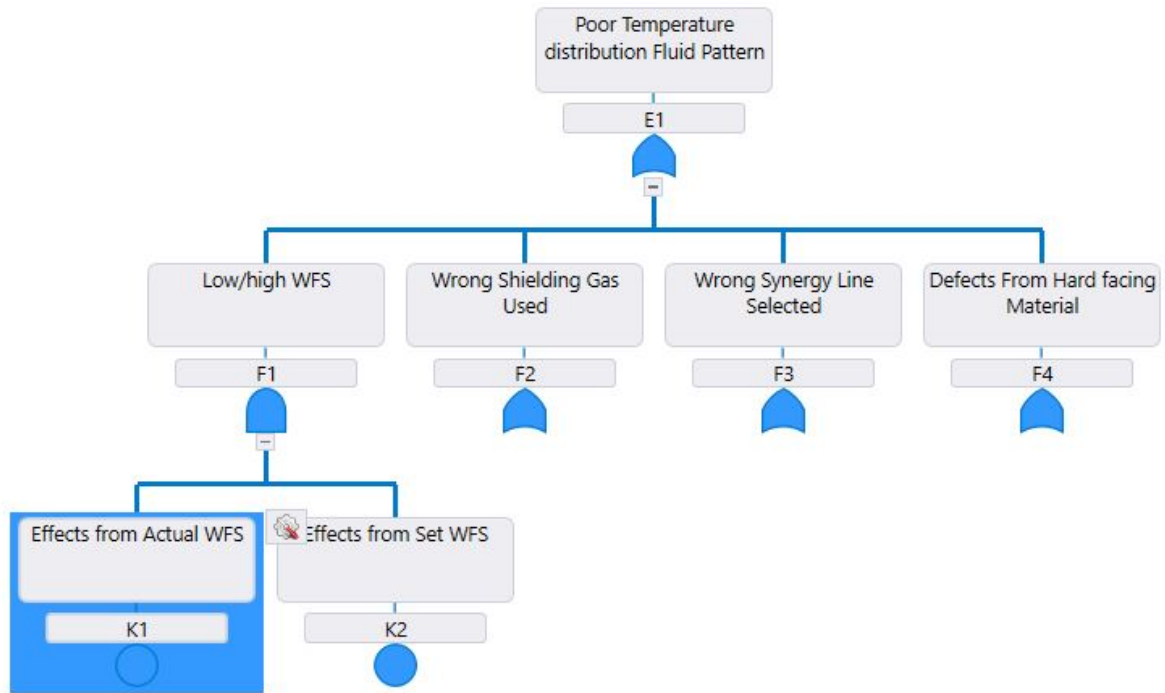 Poor Temperature
distribution Fluid Pattern
E1
Low/high WFS
Wrong Shielding Gas
Used
Wrong Synergy Line
Selected
Defects From Hard facing
Material
F1
F2
F3
F4
Effects from Actual WFS
Effects from Set WFS
K1
K2